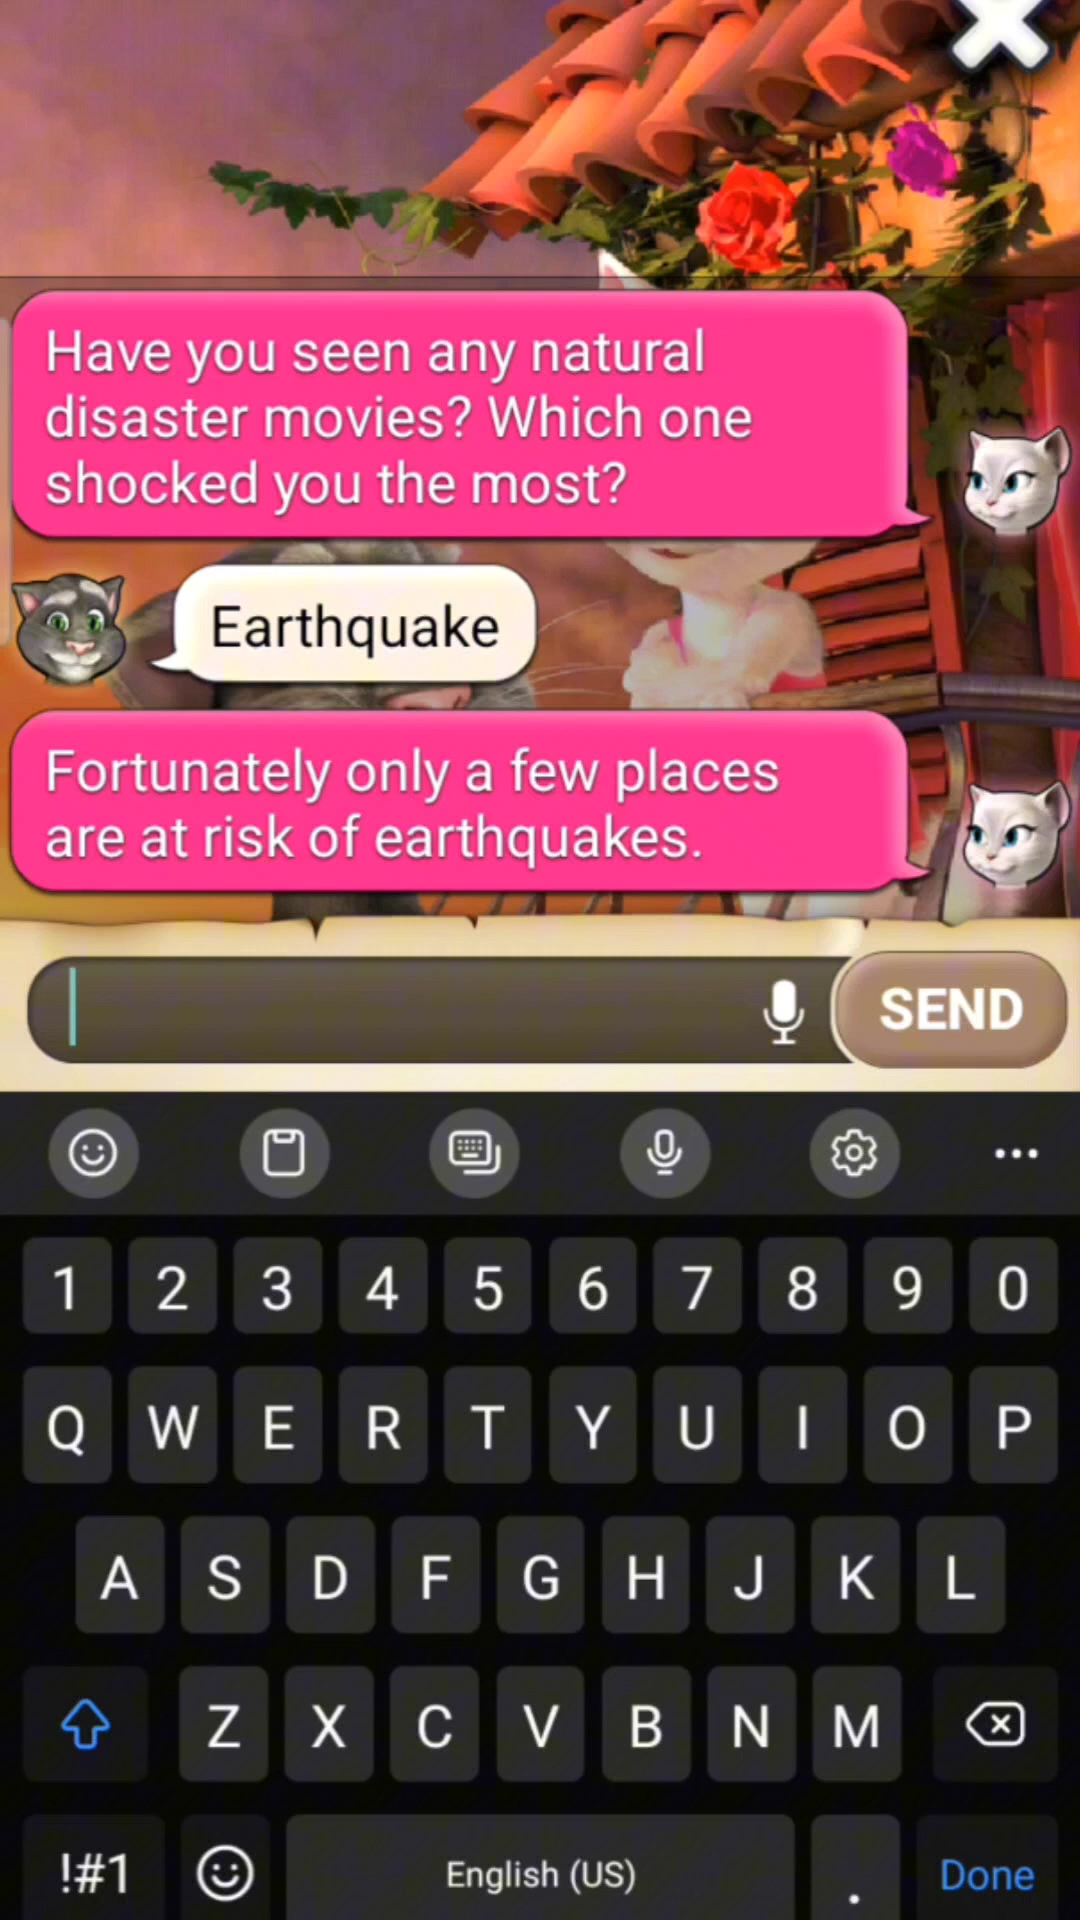 Have you seen any natural
disaster movies? Which one
shocked you the most?
Earthquake
Fortunately only a few places
are at risk of earthquakes.
SEND
1 2 3 4 5 6 7 8 9 0
Q W E R T Y U I O P
A S D F G H J K L
Z X C V B N M
!#1 English (US) . Done